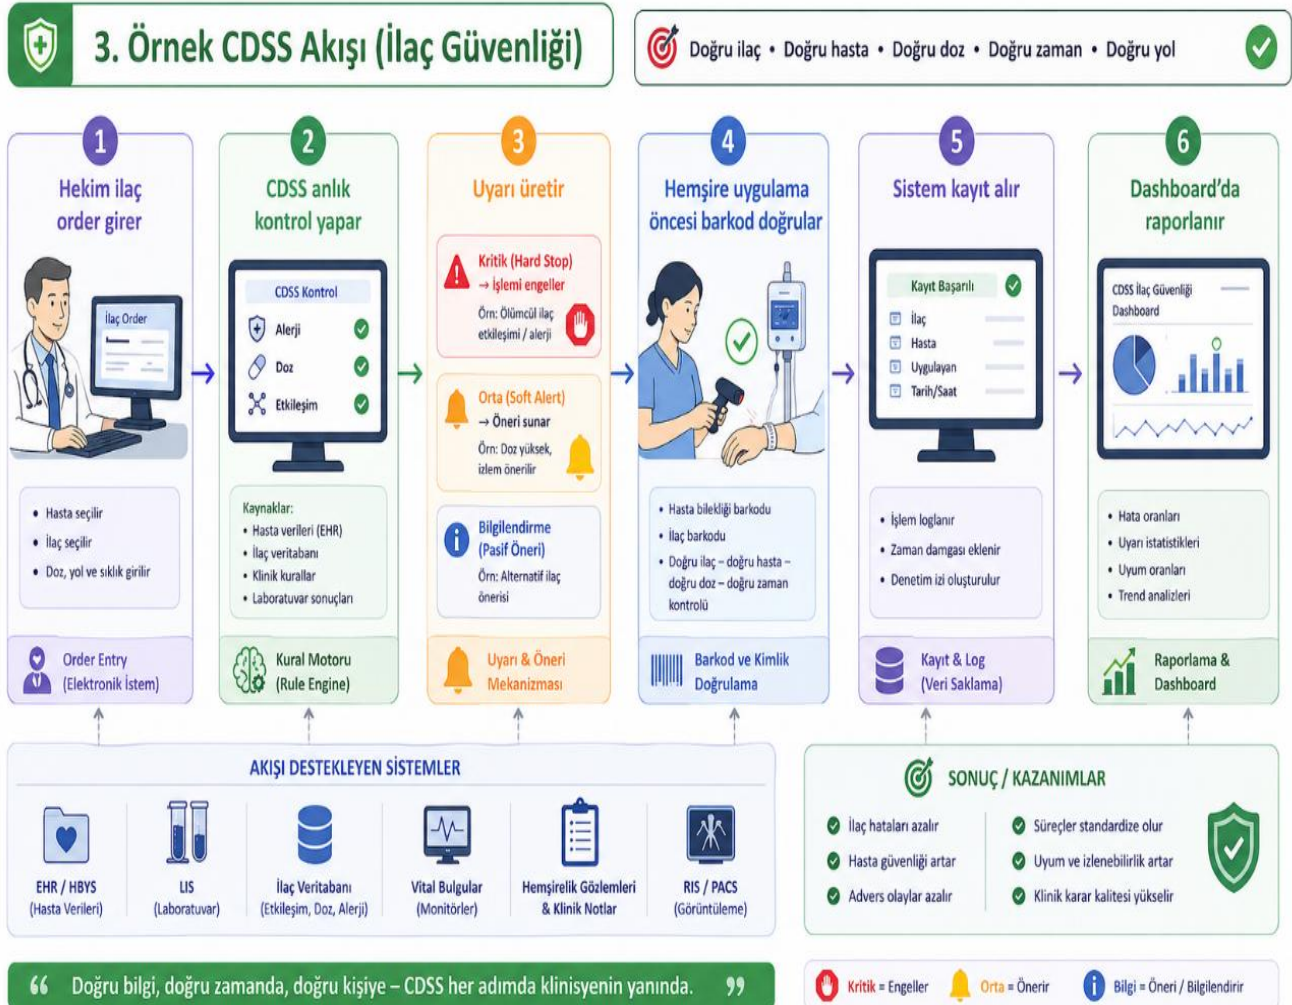 3. Örnek CDSS Akışı (İlaç Güvenliği)
Doğru ilaç • Doğru hasta • Doğru doz • Doğru zaman • Doğru yol
1
Hekim ilaç
order girer
İlaç Order
• Hasta seçilir
• İlaç seçilir
• Doz, yol ve sıklık girilir
Order Entry
(Elektronik İstem)
2
CDSS anlık
kontrol yapar
CDSS Kontrol
Alerji
Doz
Etkileşim
Kaynaklar:
• Hasta verileri (EHR)
• İlaç veritabanı
• Klinik kurallar
• Laboratuvar sonuçları
Kural Motoru
(Rule Engine)
3
Uyarı üretir
Kritik (Hard Stop)
→ İşlemi engeller
Örn: Ölümcül ilaç
etkileşimi / alerji
Orta (Soft Alert)
→ Öneri sunar
Örn: Doz yüksek,
izlem önerilir
Bilgilendirme
(Pasif Öneri)
Örn: Alternatif ilaç
önerisi
Uyarı & Öneri
Mekanizması
4
Hemşire uygulama
öncesi barkod doğrular
• Hasta bilekliği barkodu
• İlaç barkodu
• Doğru ilaç – doğru hasta –
doğru doz – doğru zaman
kontrolü
Barkod ve Kimlik
Doğrulama
5
Sistem kayıt alır
Kayıt Başarılı
İlaç
Hasta
Uygulayan
Tarih/Saat
• İşlem loglanır
• Zaman damgası eklenir
• Denetim izi oluşturulur
Kayıt & Log
(Veri Saklama)
6
Dashboard'da
raporlanır
CDSS İlaç Güvenliği
Dashboard
• Hata oranları
• Uyarı istatistikleri
• Uyum oranları
• Trend analizleri
Raporlama &
Dashboard
AKIŞI DESTEKLEYEN SİSTEMLER
EHR / HBYS
(Hasta Verileri)
LIS
(Laboratuvar)
İlaç Veritabanı
(Etkileşim, Doz, Alerji)
Vital Bulgular
(Monitörler)
Hemşirelik Gözlemleri
& Klinik Notlar
RIS / PACS
(Görüntüleme)
SONUÇ / KAZANIMLAR
İlaç hataları azalır
Hasta güvenliği artar
Advers olaylar azalır
Süreçler standardize olur
Uyum ve izlenebilirlik artar
Klinik karar kalitesi yükselir
“ Doğru bilgi, doğru zamanda, doğru kişiye – CDSS her adımda klinisyenin yanında. ”
Kritik = Engeller
Orta = Önerir
Bilgi = Öneri / Bilgilendirir